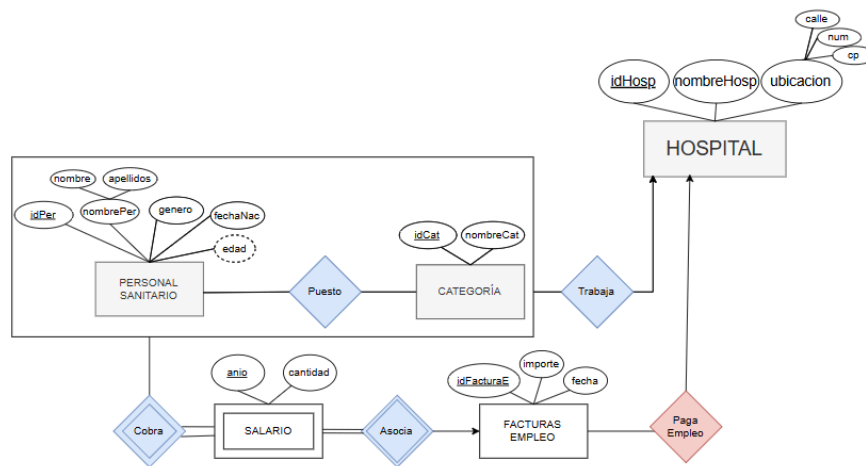 calle
num
cp
idHosp
nombreHosp
ubicacion
HOSPITAL
nombre
apellidos
idPer
nombrePer
genero
fechaNac
edad
idCat
nombreCat
PERSONAL
SANITARIO
Puesto
CATEGORÍA
Trabaja
anio
cantidad
idFacturaE
importe
fecha
Cobra
SALARIO
Asocia
FACTURAS
EMPLEO
Paga
Empleo